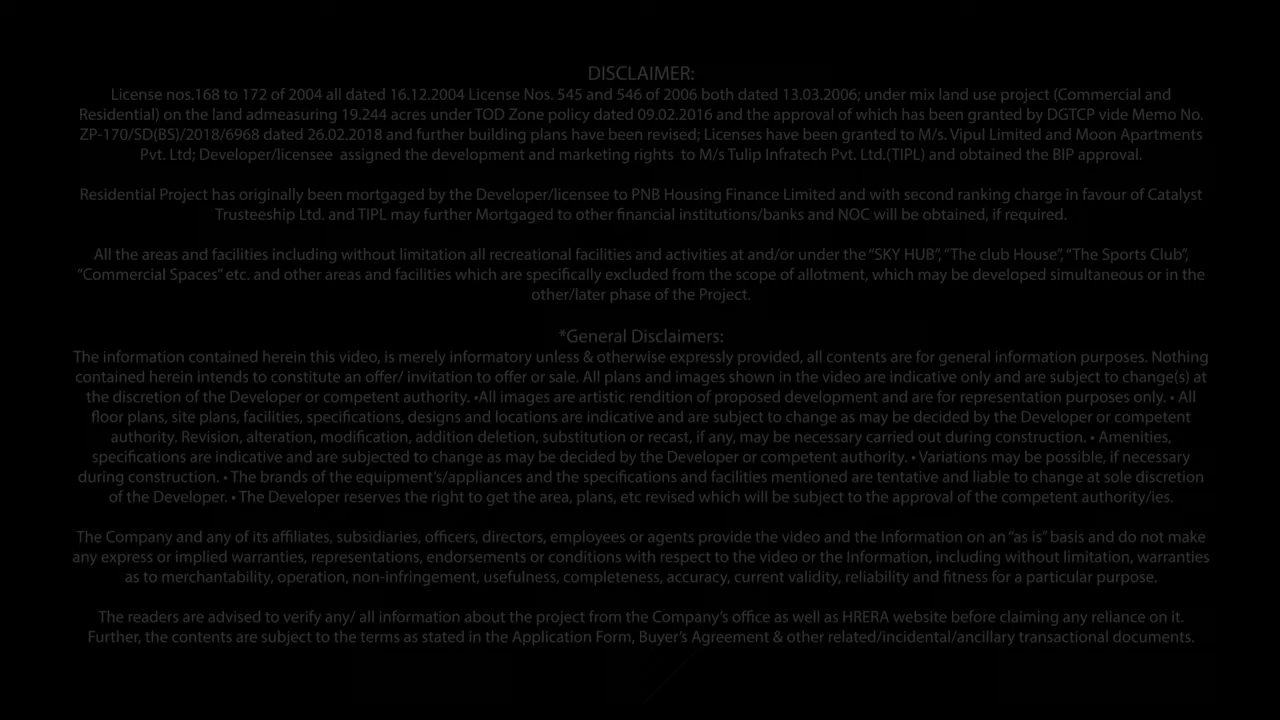 DISCLAIMER:
License nos.168 to 172 of 2004 all dated 16.12.2004 License Nos. 545 and 546 of 2006 both dated 13.03.2006; under mix land use project (Commercial and
Residential) on the land admeasuring 19.244 acres under TOD Zone policy dated 09.02.2016 and the approval of which has been granted by DGTCP vide Memo No.
ZP-170/SD(BS)/2018/6968 dated 26.02.2018 and further building plans have been revised; Licenses have been granted to M/s. Vipul Limited and Moon Apartments
Pvt. Ltd; Developer/licensee assigned the development and marketing rights to M/s Tulip Infratech Pvt. Ltd.(TIPL) and obtained the BIP approval.
Residential Project has originally been mortgaged by the Developer/licensee to PNB Housing Finance Limited and with second ranking charge in favour of Catalyst
Trusteeship Ltd. and TIPL may further Mortgaged to other financial institutions/banks and NOC will be obtained, if required.
All the areas and facilities including without limitation all recreational facilities and activities at and/or under the “SKY HUB”, “The club House”, “The Sports Club”,
“Commercial Spaces” etc. and other areas and facilities which are specifically excluded from the scope of allotment, which may be developed simultaneous or in the
other/later phase of the Project.
*General Disclaimers:
The information contained herein this video, is merely informatory unless & otherwise expressly provided, all contents are for general information purposes. Nothing
contained herein intends to constitute an offer/ invitation to offer or sale. All plans and images shown in the video are indicative only and are subject to change(s) at
the discretion of the Developer or competent authority. •All images are artistic rendition of proposed development and are for representation purposes only. • All
floor plans, site plans, facilities, specifications, designs and locations are indicative and are subject to change as may be decided by the Developer or competent
authority. Revision, alteration, modification, addition deletion, substitution or recast, if any, may be necessary carried out during construction. • Amenities,
specifications are indicative and are subjected to change as may be decided by the Developer or competent authority. • Variations may be possible, if necessary
during construction. • The brands of the equipment’s/appliances and the specifications and facilities mentioned are tentative and liable to change at sole discretion
of the Developer. • The Developer reserves the right to get the area, plans, etc revised which will be subject to the approval of the competent authority/ies.
The Company and any of its affiliates, subsidiaries, officers, directors, employees or agents provide the video and the Information on an “as is” basis and do not make
any express or implied warranties, representations, endorsements or conditions with respect to the video or the Information, including without limitation, warranties
as to merchantability, operation, non-infringement, usefulness, completeness, accuracy, current validity, reliability and fitness for a particular purpose.
The readers are advised to verify any/ all information about the project from the Company’s office as well as HRERA website before claiming any reliance on it.
Further, the contents are subject to the terms as stated in the Application Form, Buyer’s Agreement & other related/incidental/ancillary transactional documents.